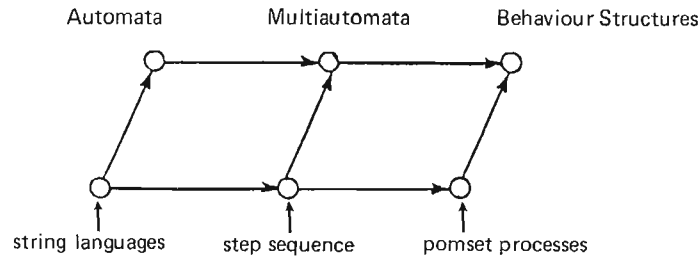 Automata Multiautomata Behaviour Structures
string languages step sequence pomset processes